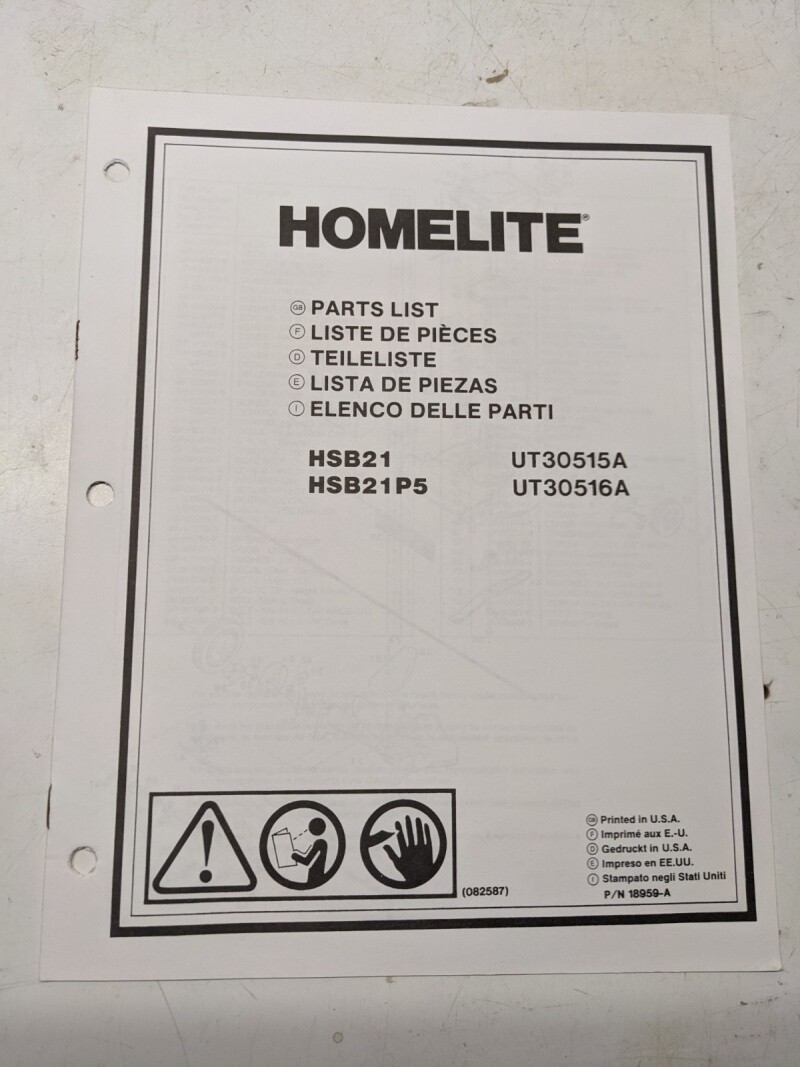 HOMELITE®
GB PARTS LIST
F LISTE DE PIÈCES
D TEILELISTE
E LISTA DE PIEZAS
I ELENCO DELLE PARTI
HSB21 UT30515A
HSB21P5 UT30516A
(082587)
GB Printed in U.S.A.
F Imprimé aux E.-U.
D Gedruckt in U.S.A.
E Impreso en EE.UU.
I Stampato negli Stati Uniti
P/N 18959-A